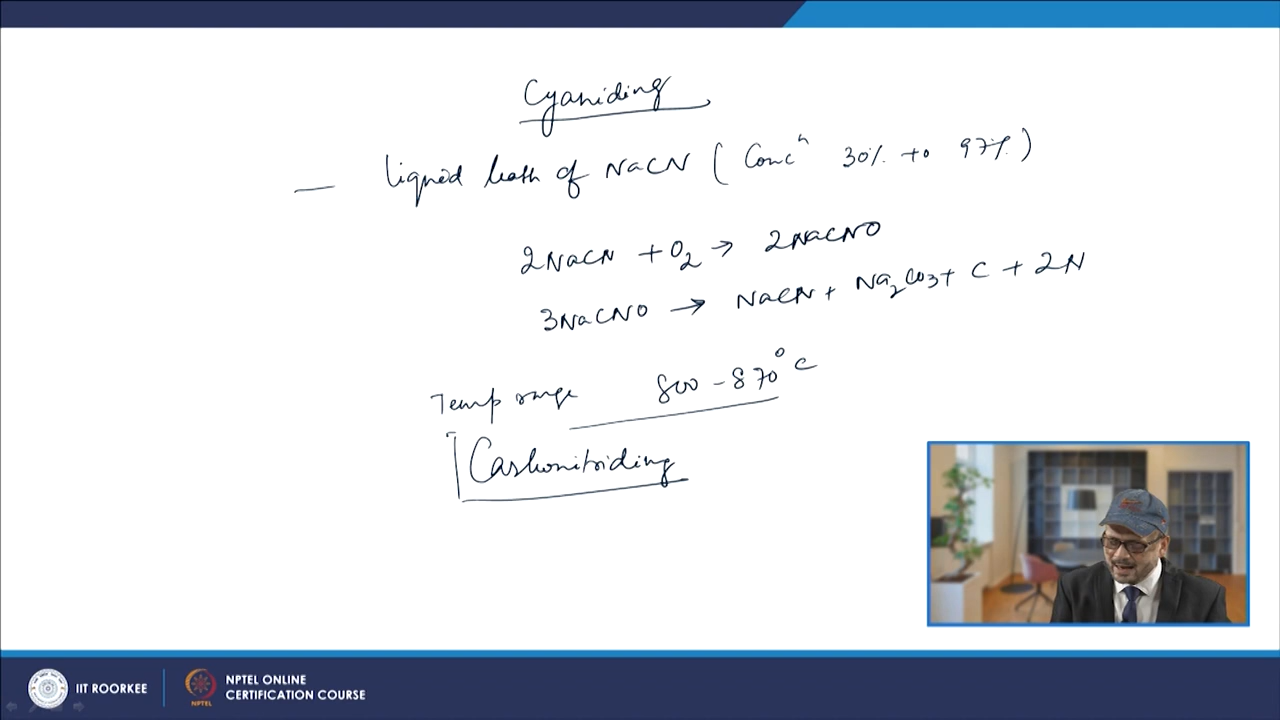 Cyaniding
— Liquid bath of NaCN ( Concⁿ 30% to 97% )
2NaCN + O₂ → 2NaCNO
3NaCNO → NaCN + Na₂CO₃ + C + 2N
Temp range 800 - 870°C
Carbonitriding
IIT ROORKEE
NPTEL
NPTEL ONLINE
CERTIFICATION COURSE